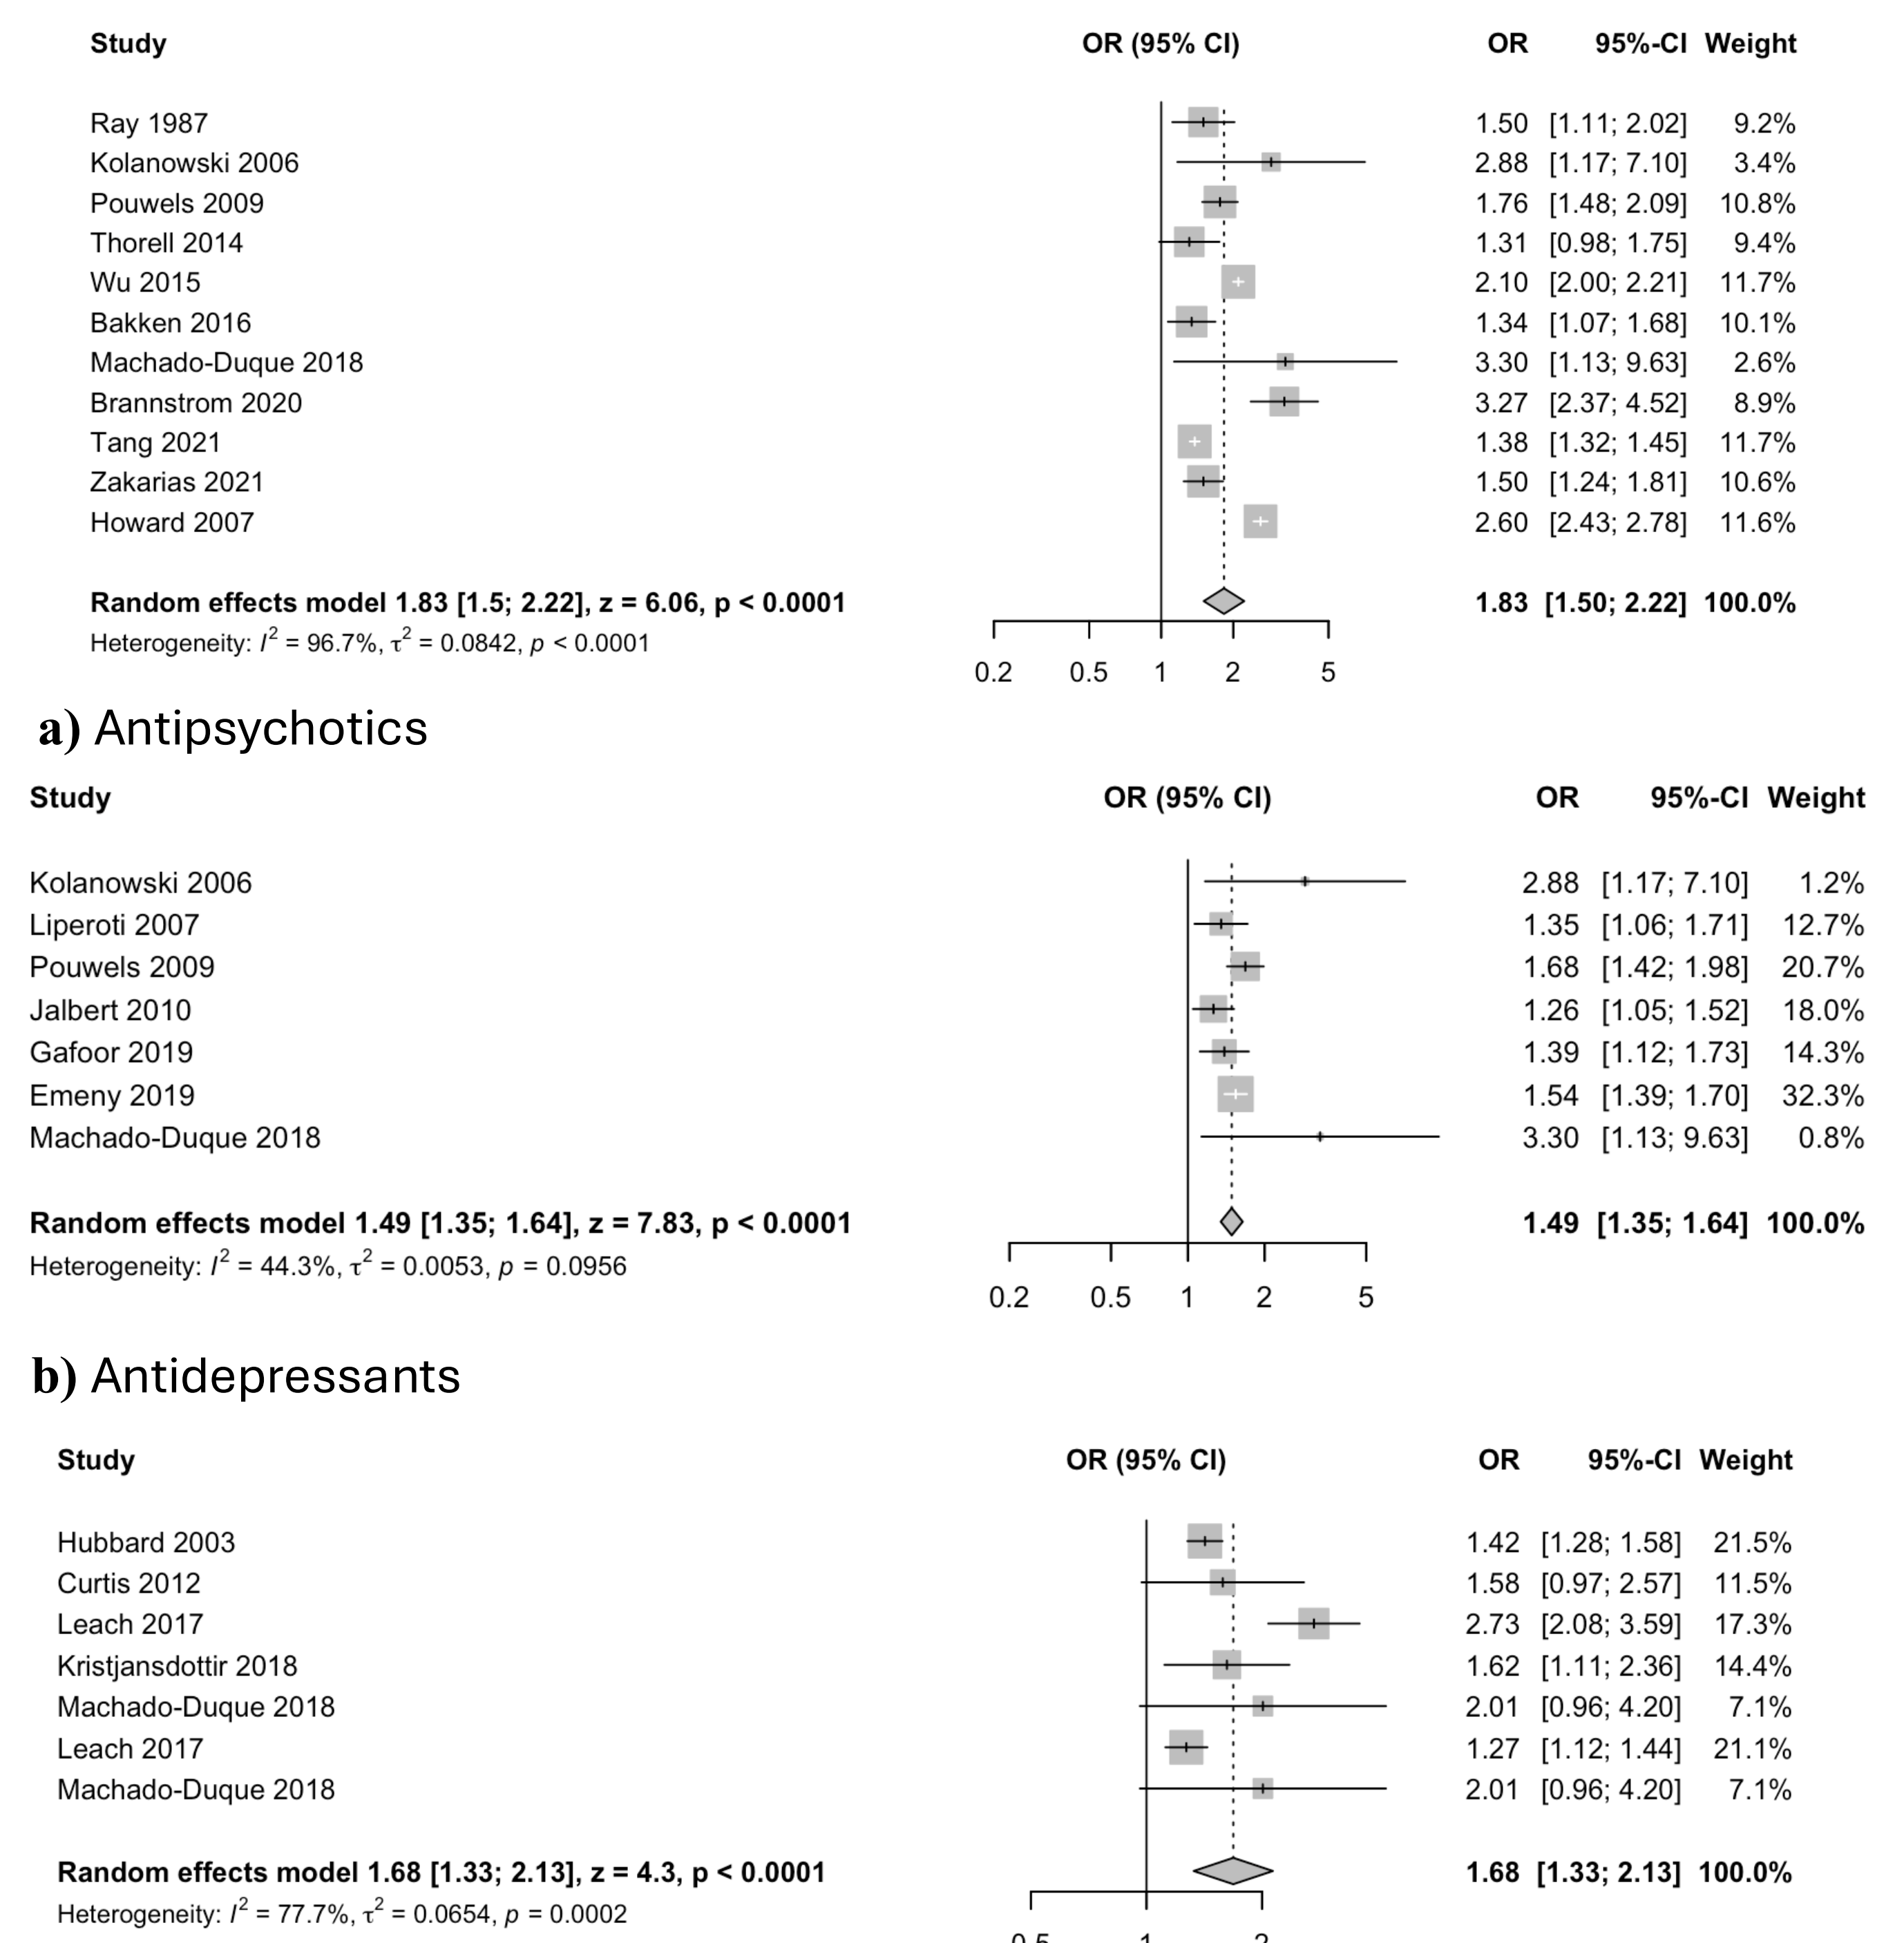 Study OR (95% CI) OR 95%-CI Weight
Ray 1987 1.50 [1.11; 2.02] 9.2%
Kolanowski 2006 2.88 [1.17; 7.10] 3.4%
Pouwels 2009 1.76 [1.48; 2.09] 10.8%
Thorell 2014 1.31 [0.98; 1.75] 9.4%
Wu 2015 2.10 [2.00; 2.21] 11.7%
Bakken 2016 1.34 [1.07; 1.68] 10.1%
Machado-Duque 2018 3.30 [1.13; 9.63] 2.6%
Brannstrom 2020 3.27 [2.37; 4.52] 8.9%
Tang 2021 1.38 [1.32; 1.45] 11.7%
Zakarias 2021 1.50 [1.24; 1.81] 10.6%
Howard 2007 2.60 [2.43; 2.78] 11.6%
Random effects model 1.83 [1.5; 2.22], z = 6.06, p < 0.0001 1.83 [1.50; 2.22] 100.0%
Heterogeneity: I² = 96.7%, τ² = 0.0842, p < 0.0001
0.2 0.5 1 2 5
a) Antipsychotics
Study OR (95% CI) OR 95%-CI Weight
Kolanowski 2006 2.88 [1.17; 7.10] 1.2%
Liperoti 2007 1.35 [1.06; 1.71] 12.7%
Pouwels 2009 1.68 [1.42; 1.98] 20.7%
Jalbert 2010 1.26 [1.05; 1.52] 18.0%
Gafoor 2019 1.39 [1.12; 1.73] 14.3%
Emeny 2019 1.54 [1.39; 1.70] 32.3%
Machado-Duque 2018 3.30 [1.13; 9.63] 0.8%
Random effects model 1.49 [1.35; 1.64], z = 7.83, p < 0.0001 1.49 [1.35; 1.64] 100.0%
Heterogeneity: I² = 44.3%, τ² = 0.0053, p = 0.0956
0.2 0.5 1 2 5
b) Antidepressants
Study OR (95% CI) OR 95%-CI Weight
Hubbard 2003 1.42 [1.28; 1.58] 21.5%
Curtis 2012 1.58 [0.97; 2.57] 11.5%
Leach 2017 2.73 [2.08; 3.59] 17.3%
Kristjansdottir 2018 1.62 [1.11; 2.36] 14.4%
Machado-Duque 2018 2.01 [0.96; 4.20] 7.1%
Leach 2017 1.27 [1.12; 1.44] 21.1%
Machado-Duque 2018 2.01 [0.96; 4.20] 7.1%
Random effects model 1.68 [1.33; 2.13], z = 4.3, p < 0.0001 1.68 [1.33; 2.13] 100.0%
Heterogeneity: I² = 77.7%, τ² = 0.0654, p = 0.0002
0.5 1 2